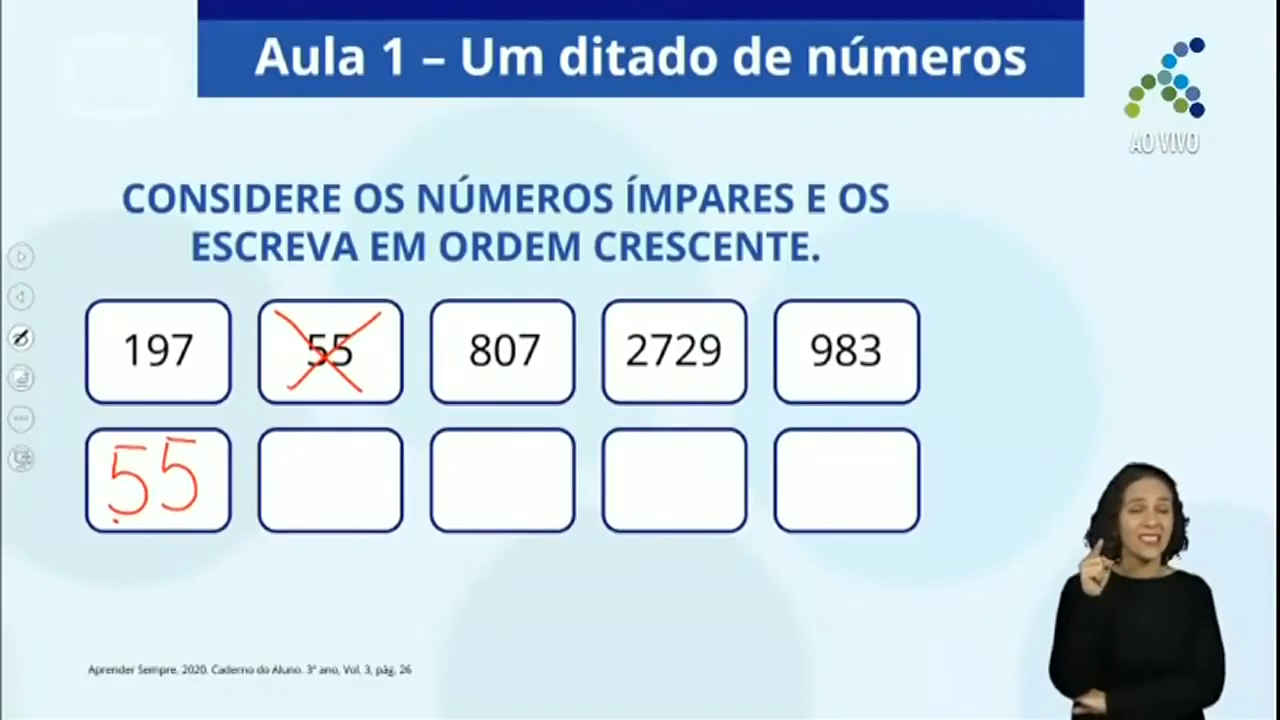 Aula 1 – Um ditado de números
AO VIVO
CONSIDERE OS NÚMEROS ÍMPARES E OS
ESCREVA EM ORDEM CRESCENTE.
197 55 807 2729 983
55
Aprender Sempre, 2020. Caderno do Aluno. 3º ano, Vol. 3, pág. 26